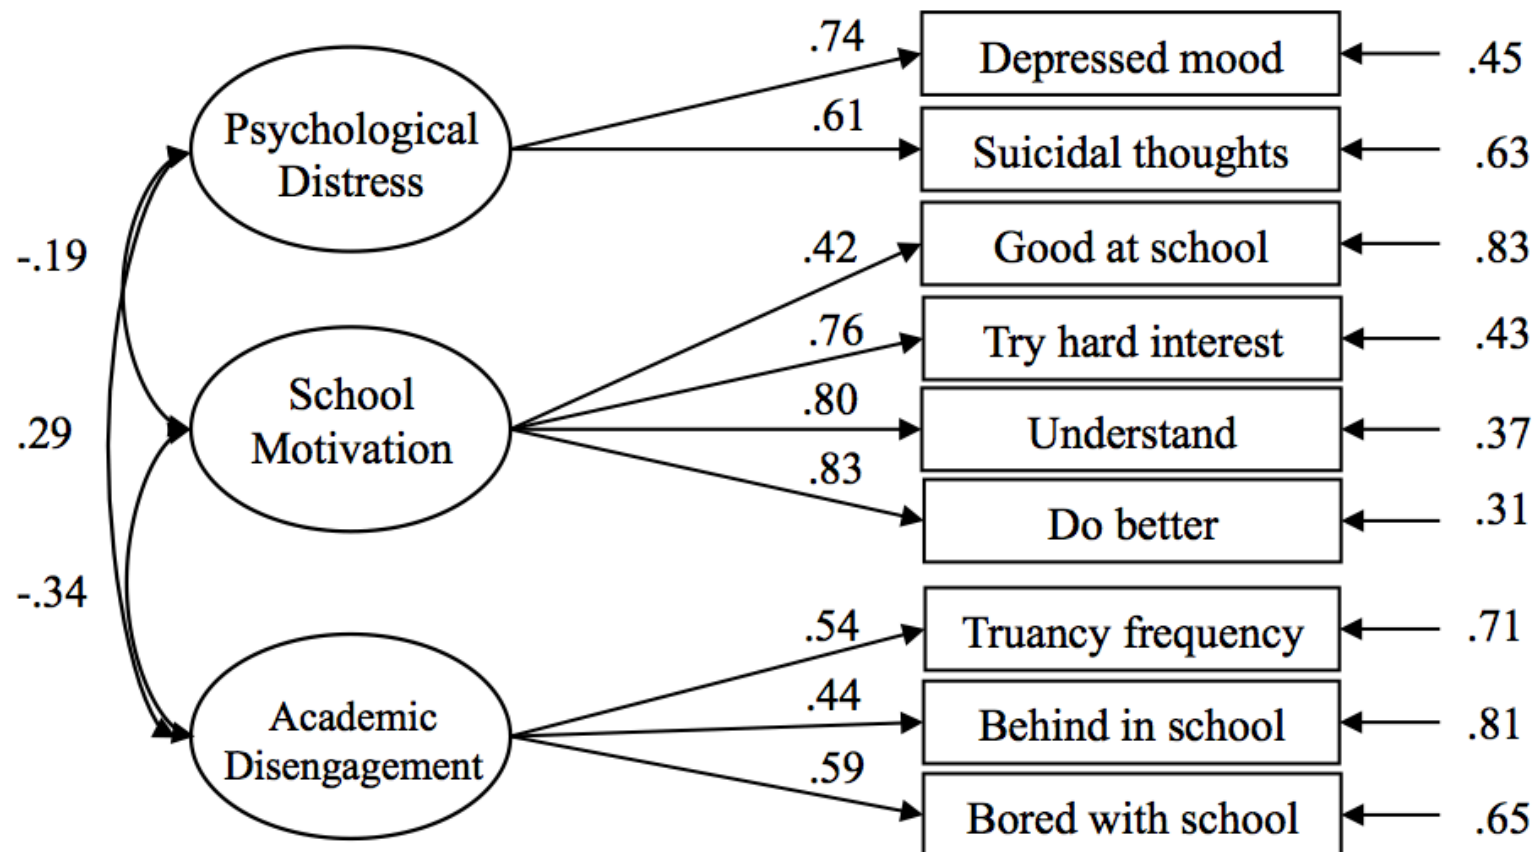 .74
Depressed mood
.45
Psychological
Distress
.61
Suicidal thoughts
.63
-.19
.42
Good at school
.83
.76
Try hard interest
.43
School
Motivation
.80
Understand
.37
.29
.83
Do better
.31
-.34
.54
Truancy frequency
.71
Academic
Disengagement
.44
Behind in school
.81
.59
Bored with school
.65